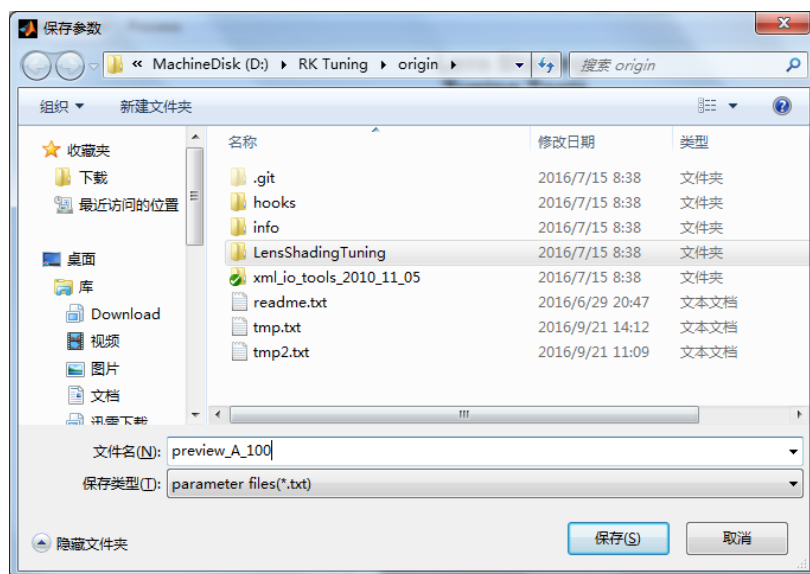 保存参数
« MachineDisk (D:) ▸ RK Tuning ▸ origin ▸ 搜索 origin
组织 ▼ 新建文件夹
名称 修改日期 类型
收藏夹
下载
最近访问的位置
桌面
库
Download
视频
图片
文档
迅雷下载
.git 2016/7/15 8:38 文件夹
hooks 2016/7/15 8:38 文件夹
info 2016/7/15 8:38 文件夹
LensShadingTuning 2016/7/15 8:38 文件夹
xml_io_tools_2010_11_05 2016/7/15 8:38 文件夹
readme.txt 2016/6/29 20:47 文本文档
tmp.txt 2016/9/21 14:12 文本文档
tmp2.txt 2016/9/21 11:09 文本文档
文件名(N): preview_A_100
保存类型(T): parameter files(*.txt)
隐藏文件夹 保存(S) 取消